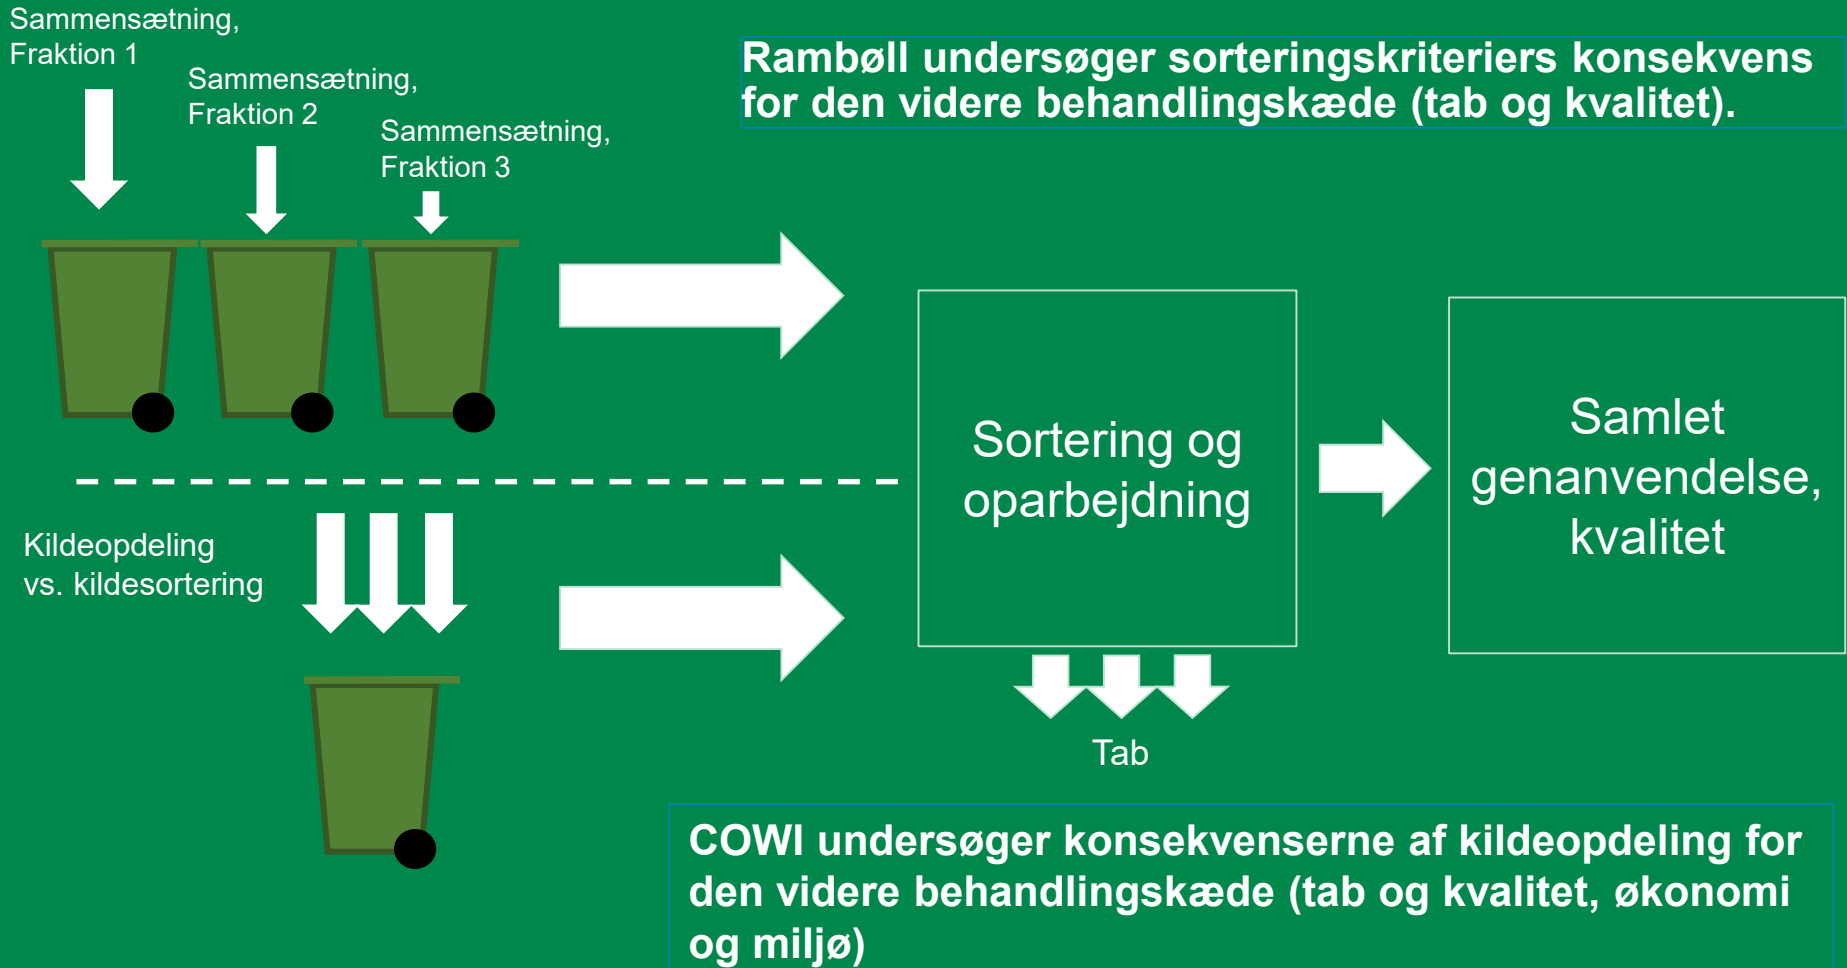 Sammensætning,
Fraktion 1
Sammensætning,
Fraktion 2
Sammensætning,
Fraktion 3
Rambøll undersøger sorteringskriteriers konsekvens
for den videre behandlingskæde (tab og kvalitet).
Kildeopdeling
vs. kildesortering
Sortering og
oparbejdning
Samlet
genanvendelse,
kvalitet
Tab
COWI undersøger konsekvenserne af kildeopdeling for
den videre behandlingskæde (tab og kvalitet, økonomi
og miljø)